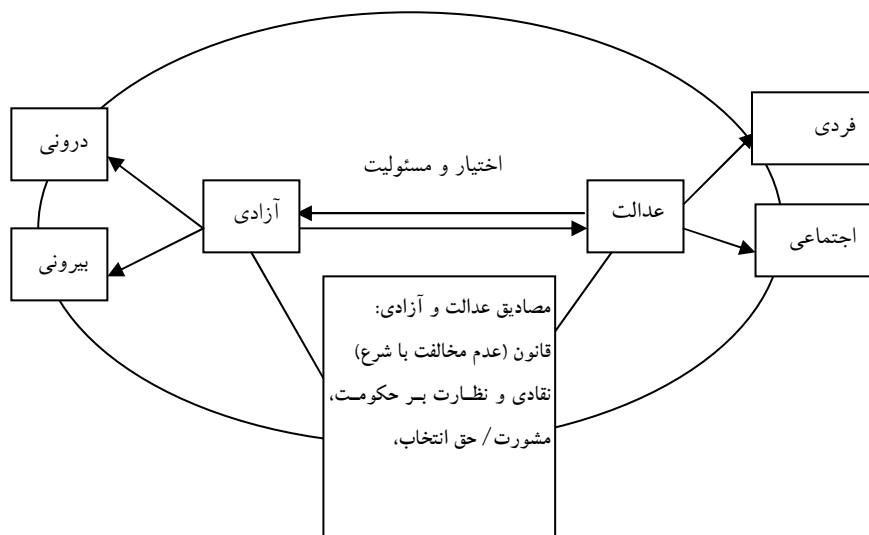 فردی
درونی
اختیار و مسئولیت
عدالت
آزادی
اجتماعی
بیرونی
مصادیق عدالت و آزادی:
قانون (عدم مخالفت با شرع)
نقادی و نظارت بر حکومت،
مشورت/ حق انتخاب،